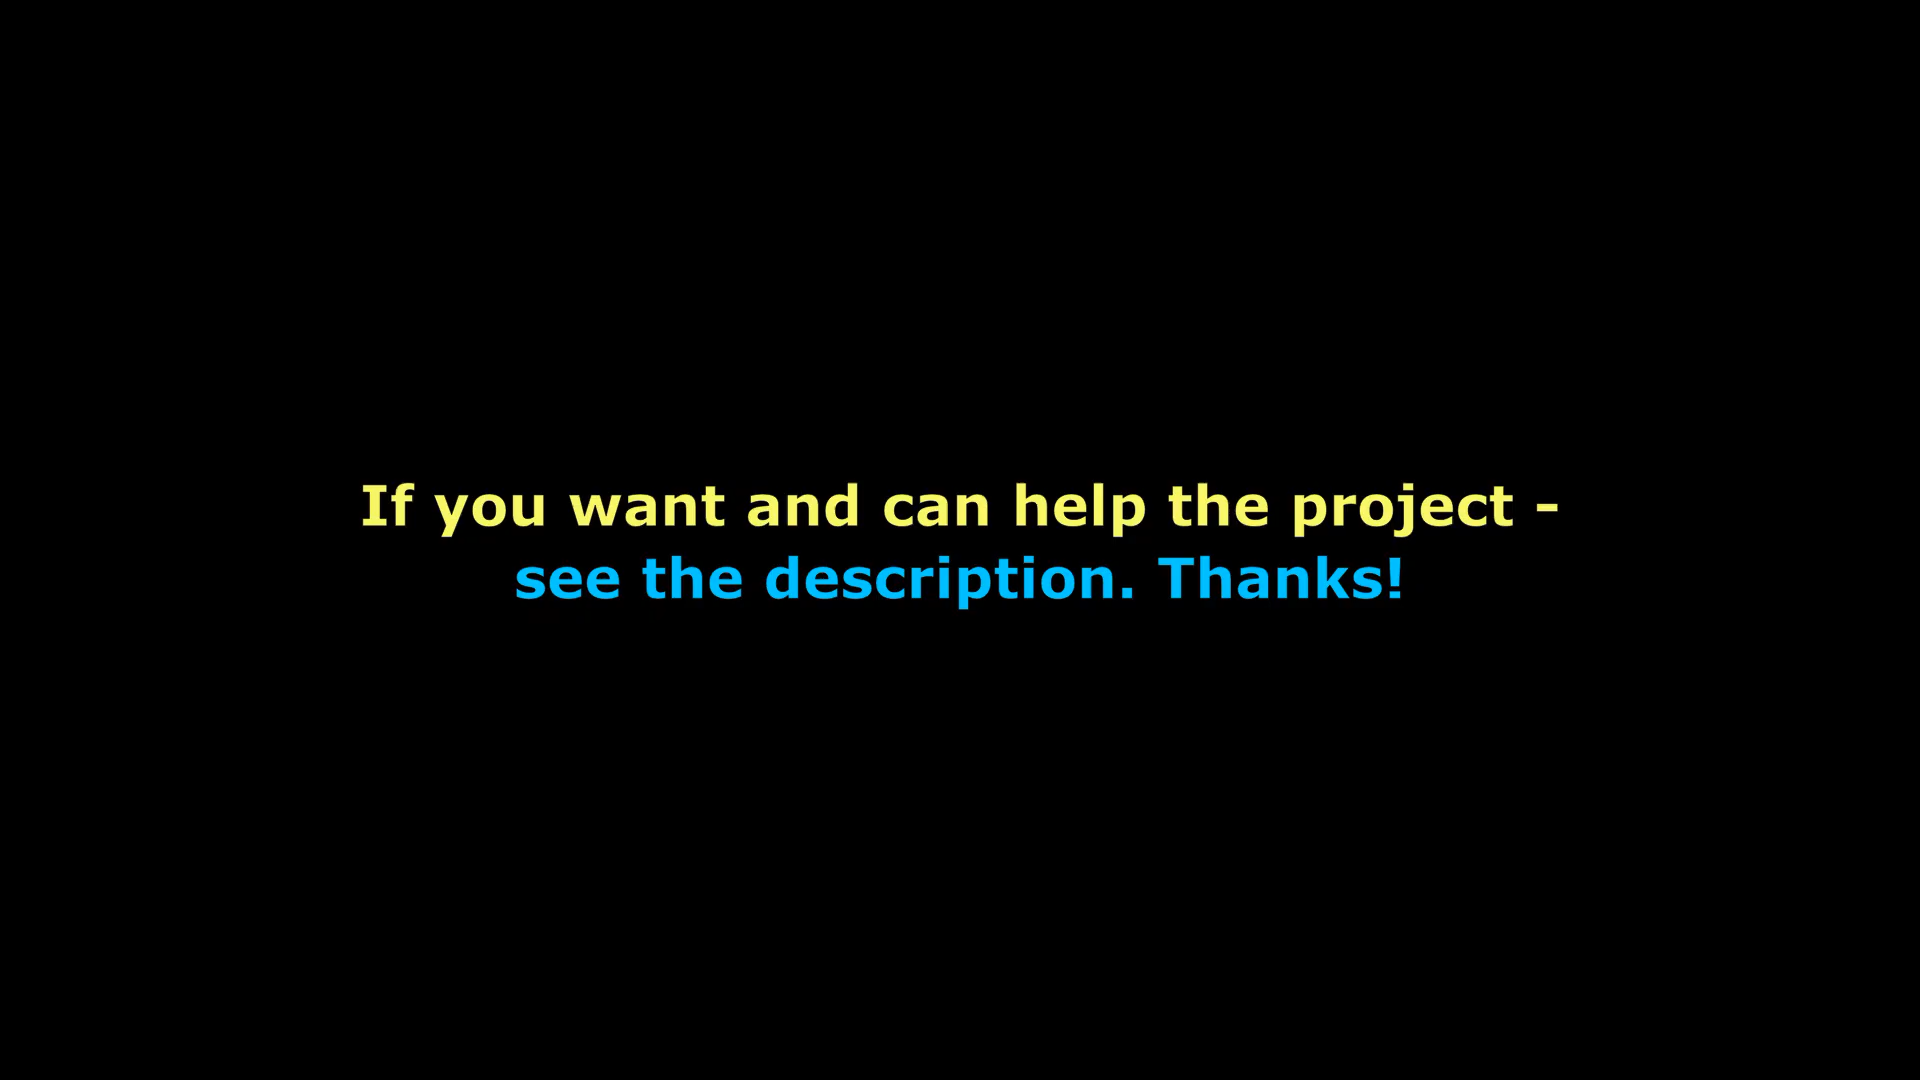 If you want and can help the project -
see the description. Thanks!